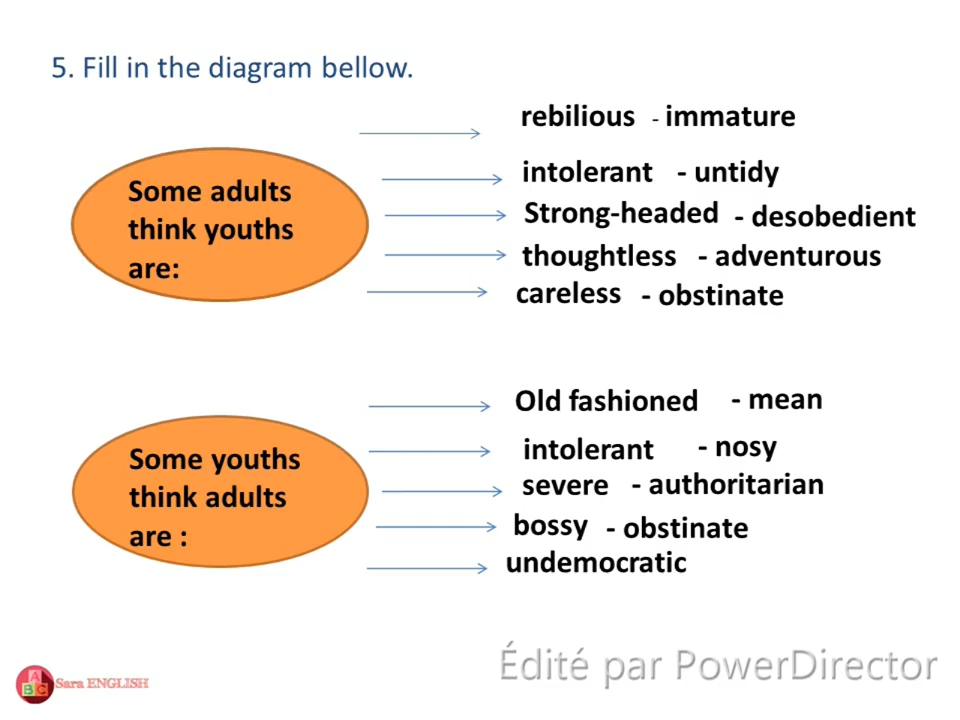 5. Fill in the diagram bellow.
rebilious - immature
Some adults
think youths
are:
intolerant - untidy
Strong-headed - desobedient
thoughtless - adventurous
careless - obstinate
Old fashioned - mean
Some youths
think adults
are :
intolerant - nosy
severe - authoritarian
bossy - obstinate
undemocratic
ABC Sara ENGLISH
Édité par PowerDirector